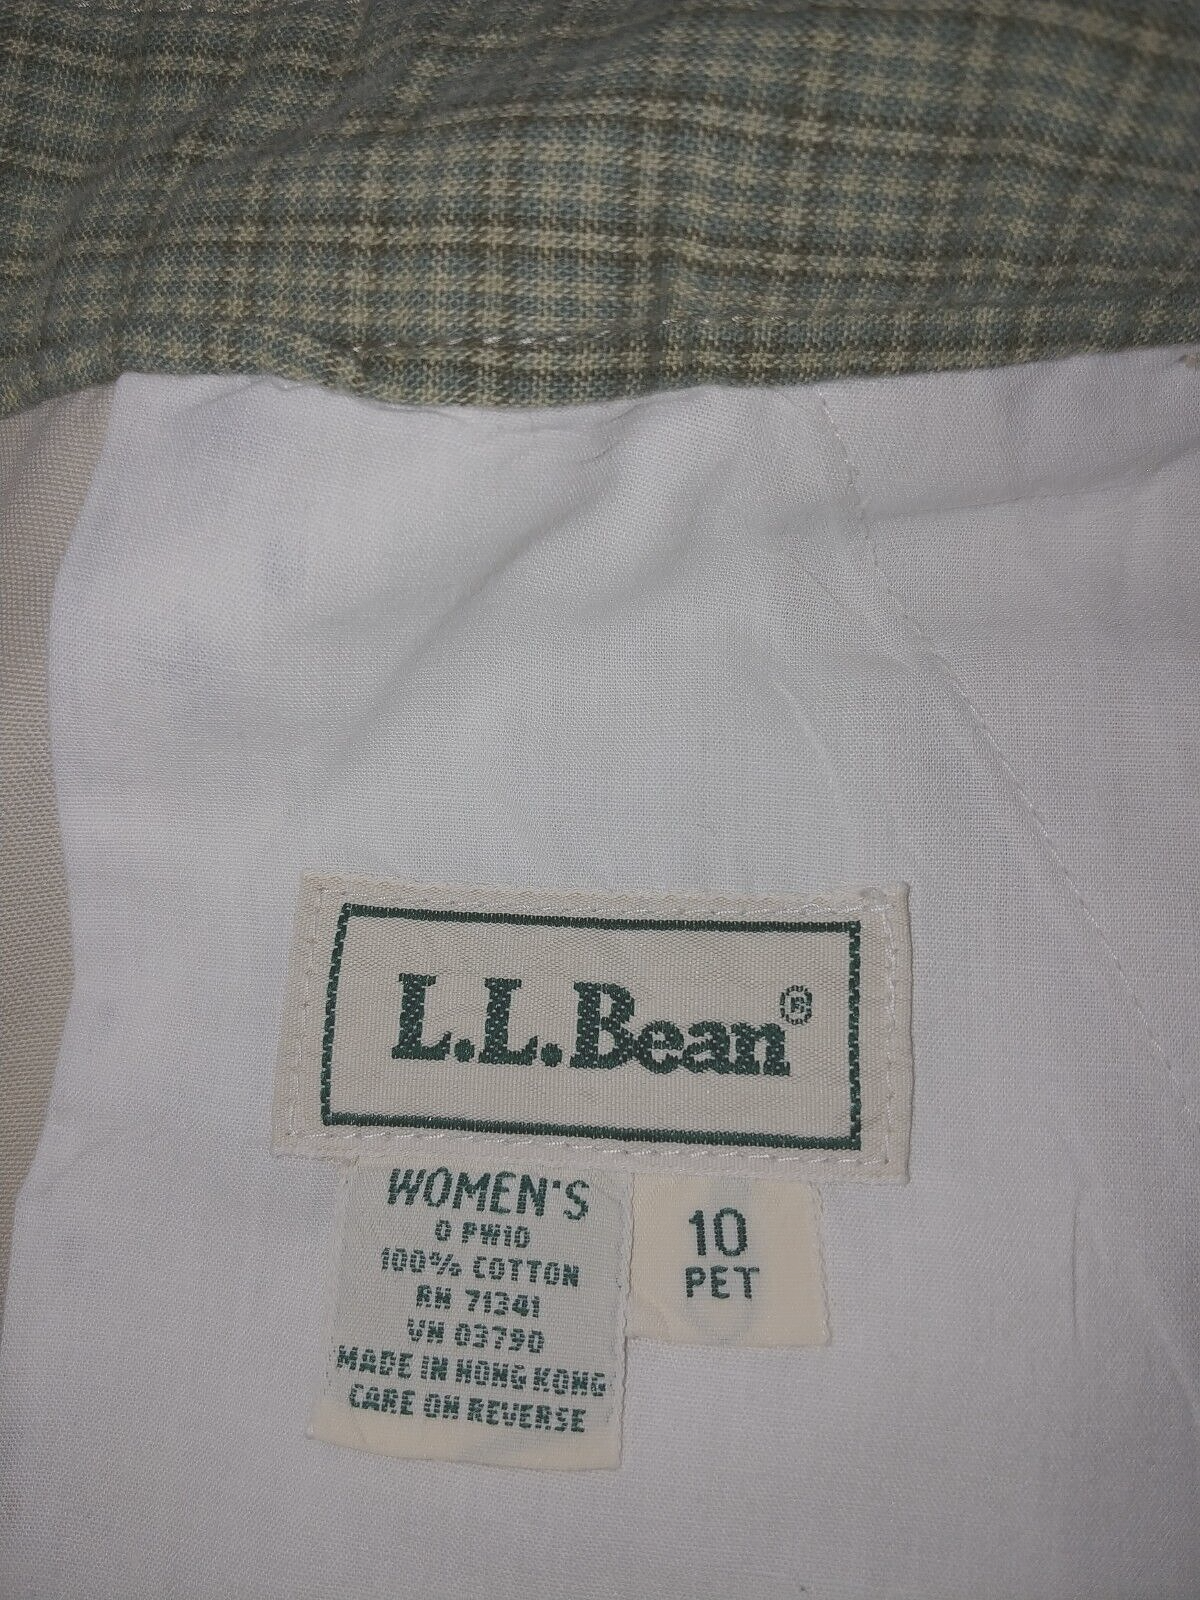 L.L.Bean®
WOMEN'S
0 PW10
100% COTTON
RN 71341
VN 03790
MADE IN HONG KONG
CARE ON REVERSE
10
PET